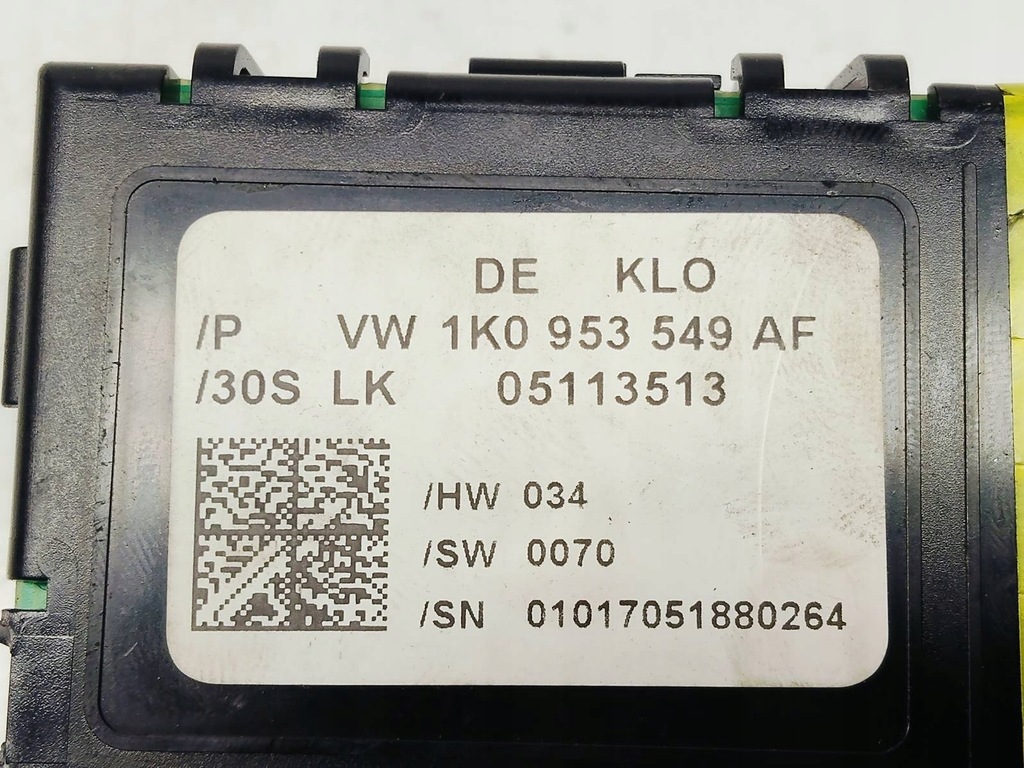 DE KLO
/P VW 1K0 953 549 AF
/30S LK 05113513
/HW 034
/SW 0070
/SN 01017051880264